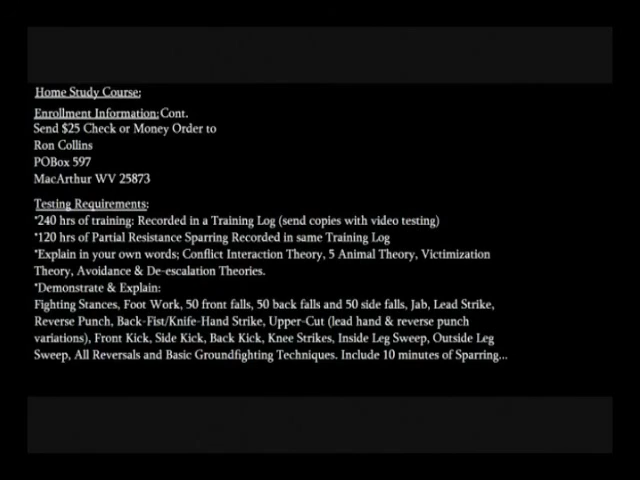 Home Study Course:
Enrollment Information: Cont.
Send $25 Check or Money Order to
Ron Collins
POBox 597
MacArthur WV 25873
Testing Requirements:
*240 hrs of training: Recorded in a Training Log (send copies with video testing)
*120 hrs of Partial Resistance Sparring Recorded in same Training Log
*Explain in your own words; Conflict Interaction Theory, 5 Animal Theory, Victimization
Theory, Avoidance & De-escalation Theories.
*Demonstrate & Explain:
Fighting Stances, Foot Work, 50 front falls, 50 back falls and 50 side falls, Jab, Lead Strike,
Reverse Punch, Back-Fist/Knife-Hand Strike, Upper-Cut (lead hand & reverse punch
variations), Front Kick, Side Kick, Back Kick, Knee Strikes, Inside Leg Sweep, Outside Leg
Sweep, All Reversals and Basic Groundfighting Techniques. Include 10 minutes of Sparring...